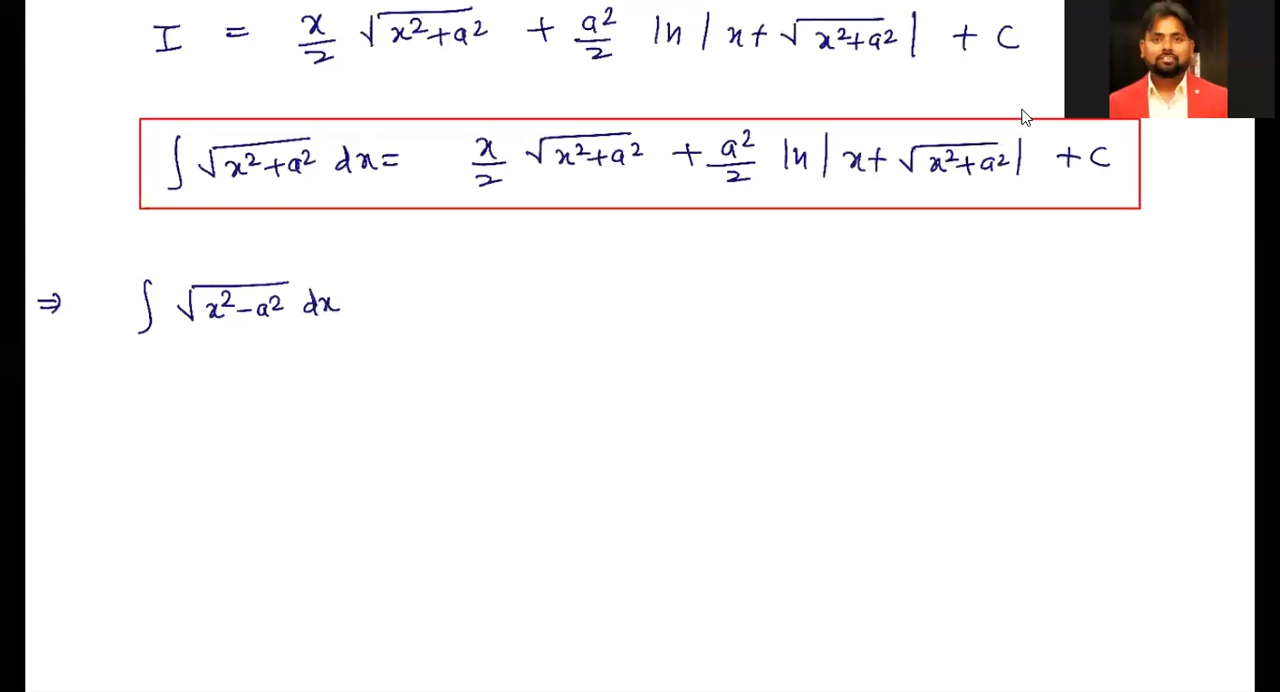 I = x/2 √(x²+a²) + a²/2 ln|x+√(x²+a²)| + C
∫ √(x²+a²) dx = x/2 √(x²+a²) + a²/2 ln|x+√(x²+a²)| + C
⇒ ∫ √(x²-a²) dx